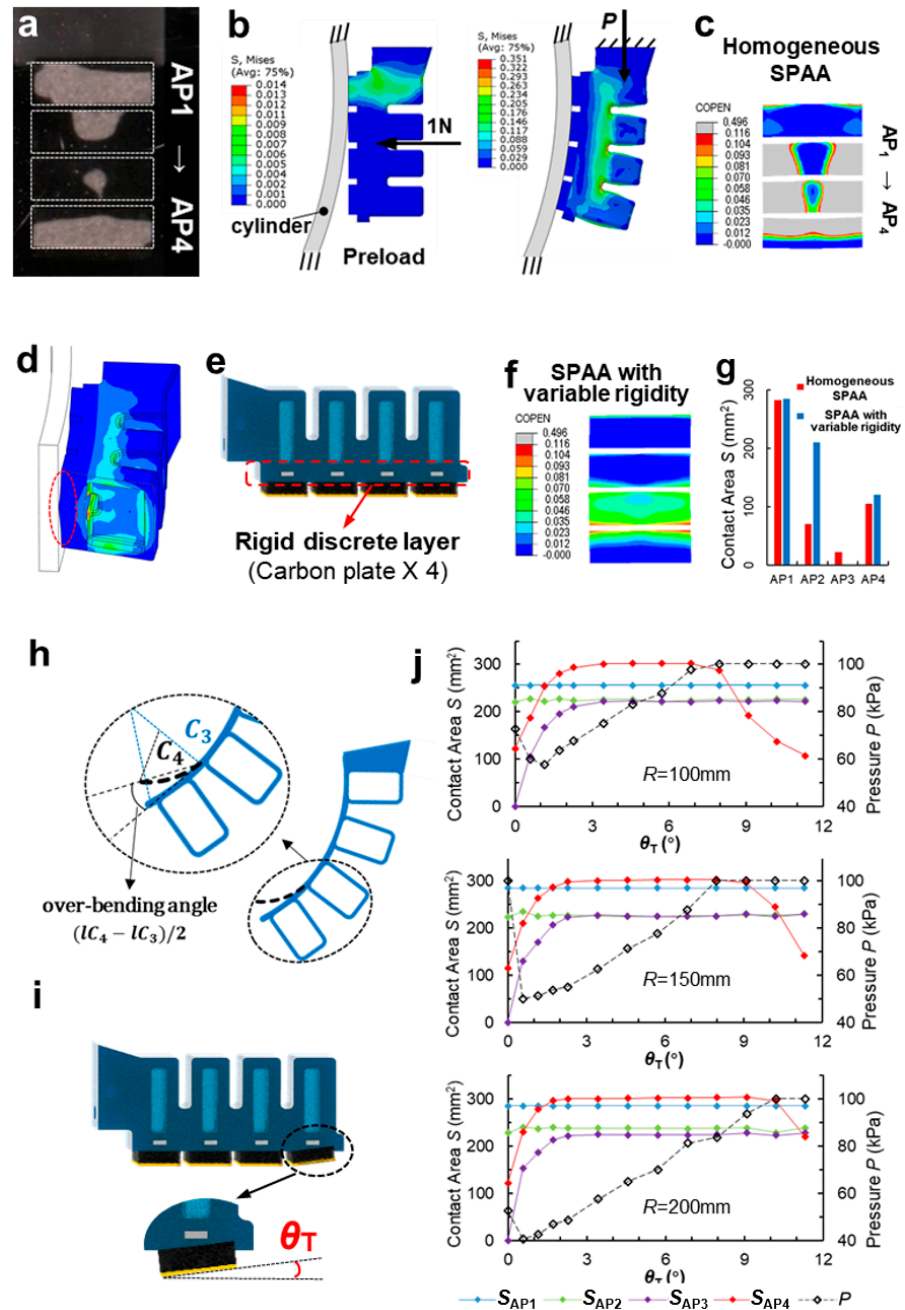 a
AP1 → AP4
b
S, Mises
(Avg: 75%)
0.014
0.013
0.012
0.011
0.009
0.008
0.007
0.006
0.005
0.004
0.002
0.001
0.000
1N
cylinder
Preload
S, Mises
(Avg: 75%)
0.351
0.322
0.293
0.263
0.234
0.205
0.176
0.146
0.117
0.088
0.059
0.029
0.000
P
c
Homogeneous
SPAA
COPEN
0.496
0.116
0.104
0.093
0.081
0.070
0.058
0.046
0.035
0.023
0.012
-0.000
AP1 → AP4
d
e
Rigid discrete layer
(Carbon plate X 4)
f
SPAA with
variable rigidity
COPEN
0.496
0.116
0.104
0.093
0.081
0.070
0.058
0.046
0.035
0.023
0.012
-0.000
g
Contact Area S (mm²)
300
200
100
0
Homogeneous
SPAA
SPAA with
variable rigidity
AP1 AP2 AP3 AP4
h
C3
C4
over-bending angle
(lC4 − lC3)/2
i
θT
j
Contact Area S (mm²)
300
200
100
0
0 3 6 9 12
θT(°)
R=100mm
100
80
60
40
Pressure P (kPa)
Contact Area S (mm²)
300
200
100
0
0 3 6 9 12
θT(°)
R=150mm
100
80
60
40
Pressure P (kPa)
Contact Area S (mm²)
300
200
100
0
0 3 6 9 12
θT(°)
R=200mm
100
80
60
40
Pressure P (kPa)
SAP1 SAP2 SAP3 SAP4 P